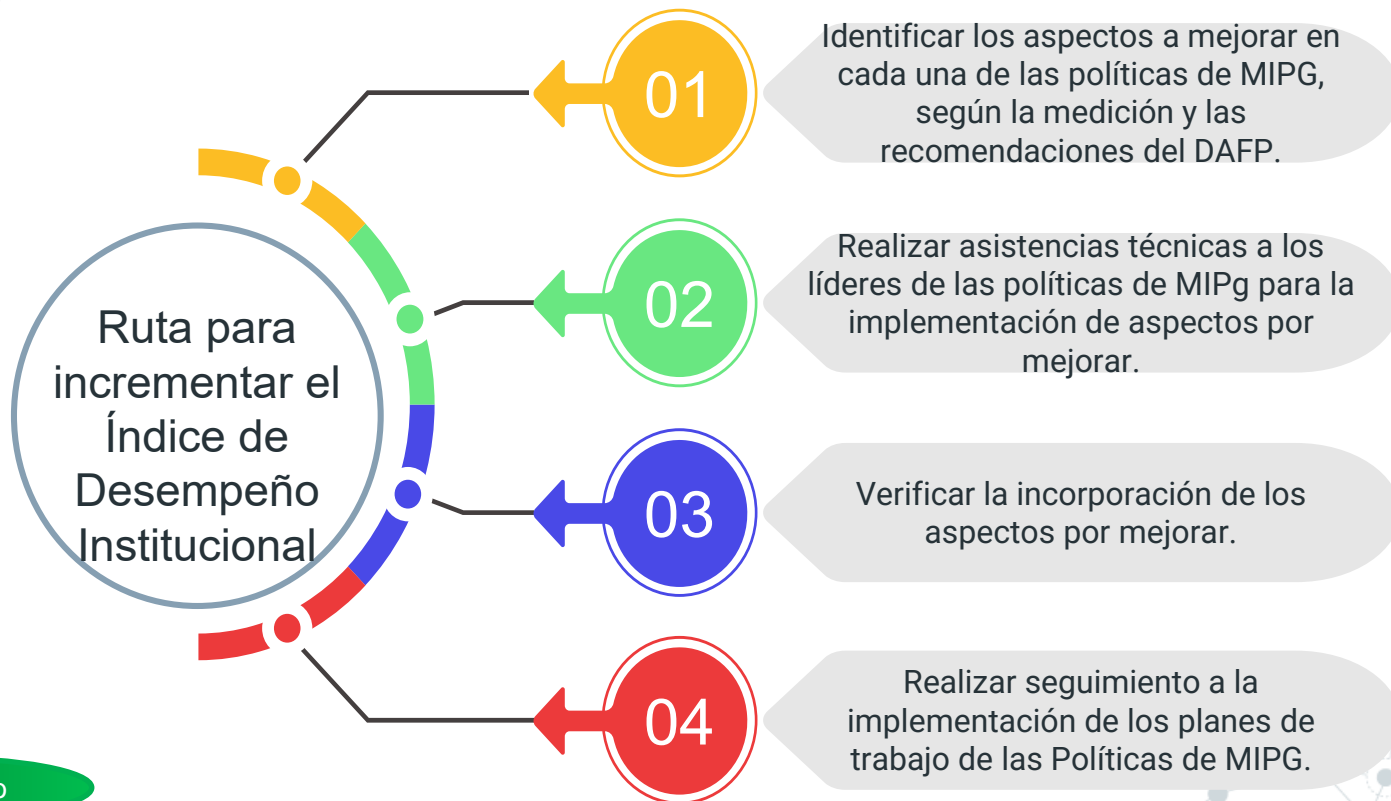 Ruta para
incrementar el
Índice de
Desempeño
Institucional
01
Identificar los aspectos a mejorar en
cada una de las políticas de MIPG,
según la medición y las
recomendaciones del DAFP.
02
Realizar asistencias técnicas a los
líderes de las políticas de MIPg para la
implementación de aspectos por
mejorar.
03
Verificar la incorporación de los
aspectos por mejorar.
04
Realizar seguimiento a la
implementación de los planes de
trabajo de las Políticas de MIPG.